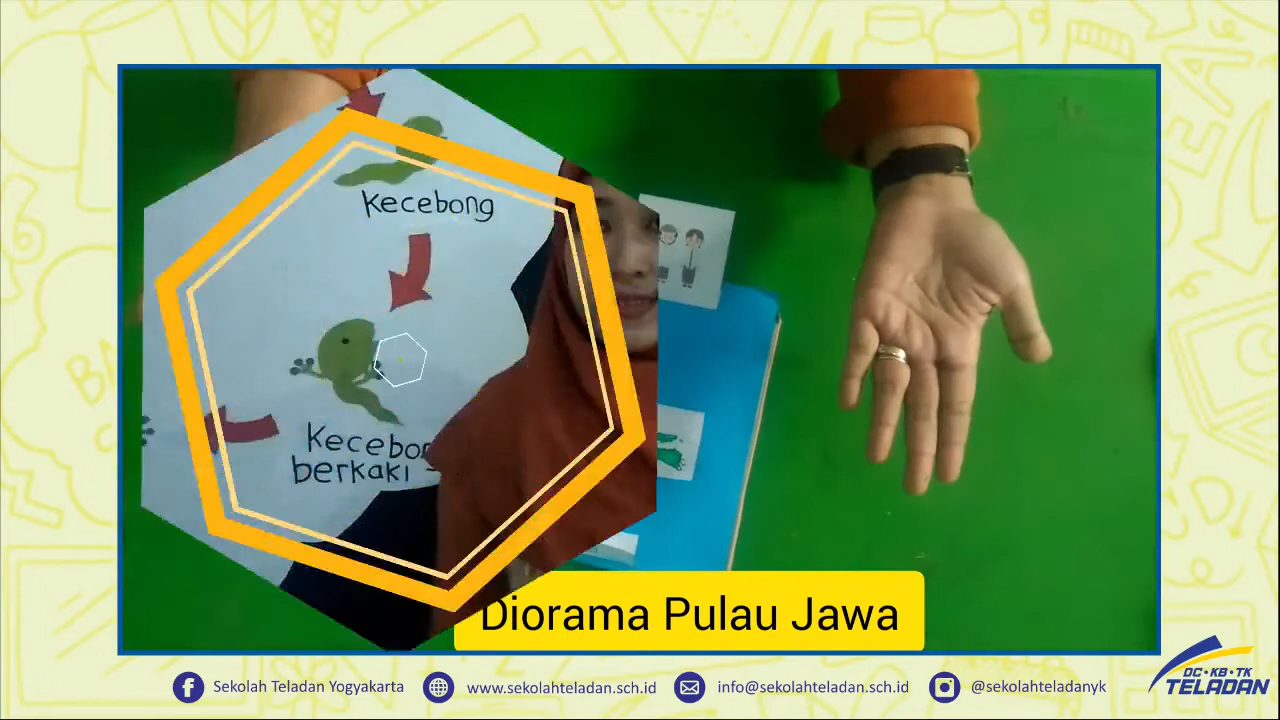 Kecebong
Kecebon
berkaki
Diorama Pulau Jawa
Sekolah Teladan Yogyakarta
www.sekolahteladan.sch.id
info@sekolahteladan.sch.id
@sekolahteladanyk
DC•KB•TK
TELADAN